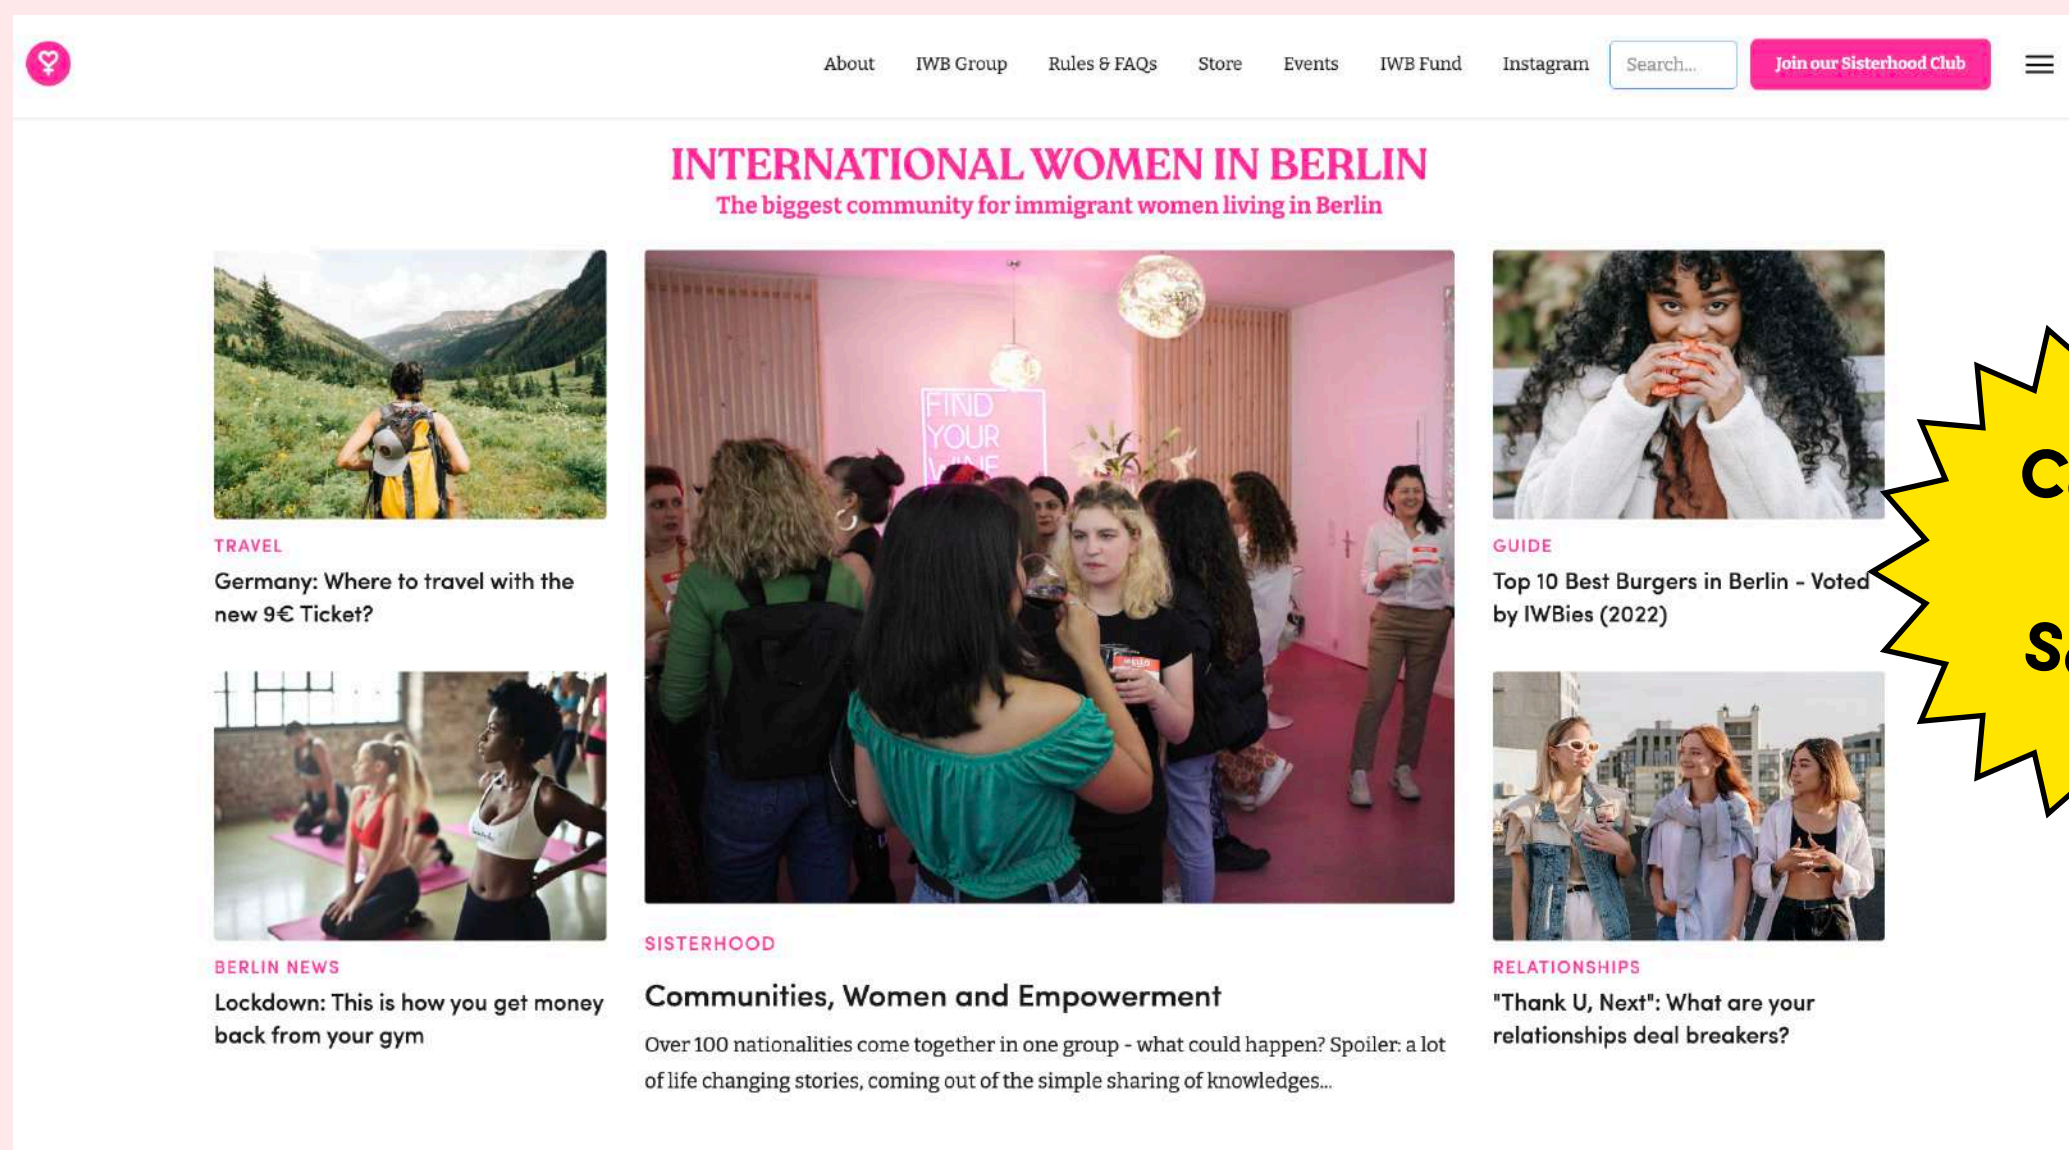 About IWB Group Rules & FAQs Store Events IWB Fund Instagram Search... Join our Sisterhood Club
INTERNATIONAL WOMEN IN BERLIN
The biggest community for immigrant women living in Berlin
TRAVEL
Germany: Where to travel with the
new 9€ Ticket?
BERLIN NEWS
Lockdown: This is how you get money
back from your gym
FIND
YOUR
WINE
HELLO
SISTERHOOD
Communities, Women and Empowerment
Over 100 nationalities come together in one group - what could happen? Spoiler: a lot
of life changing stories, coming out of the simple sharing of knowledges...
GUIDE
Top 10 Best Burgers in Berlin - Voted
by IWBies (2022)
RELATIONSHIPS
"Thank U, Next": What are your
relationships deal breakers?